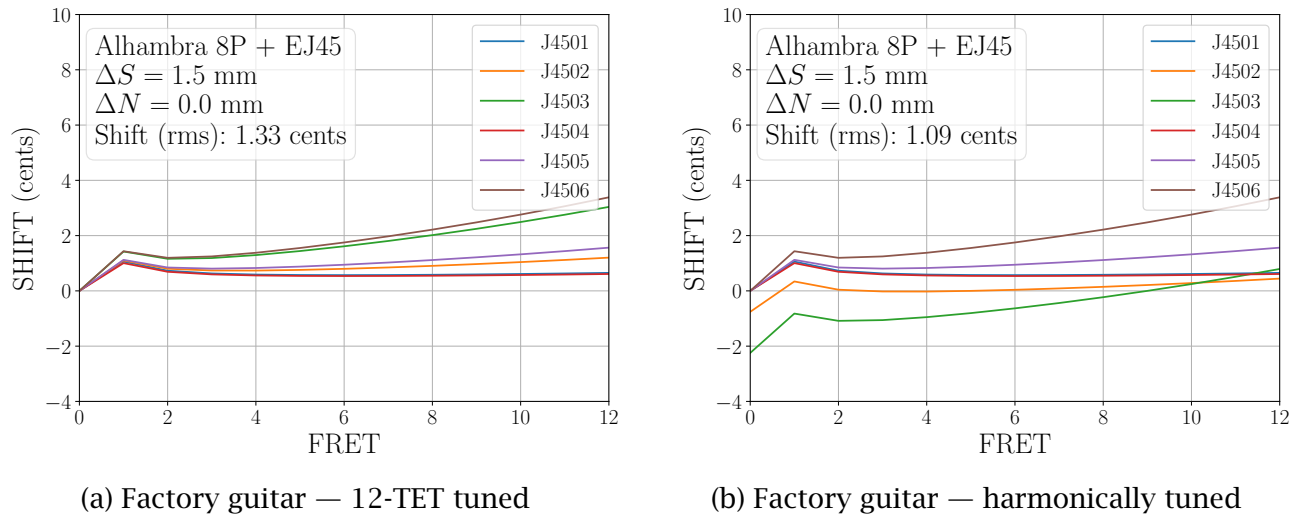 10
8
6
4
2
0
−2
−4
SHIFT (cents)
Alhambra 8P + EJ45
ΔS = 1.5 mm
ΔN = 0.0 mm
Shift (rms): 1.33 cents
J4501
J4502
J4503
J4504
J4505
J4506
0 2 4 6 8 10 12
FRET
(a) Factory guitar — 12-TET tuned
10
8
6
4
2
0
−2
−4
SHIFT (cents)
Alhambra 8P + EJ45
ΔS = 1.5 mm
ΔN = 0.0 mm
Shift (rms): 1.09 cents
J4501
J4502
J4503
J4504
J4505
J4506
0 2 4 6 8 10 12
FRET
(b) Factory guitar — harmonically tuned